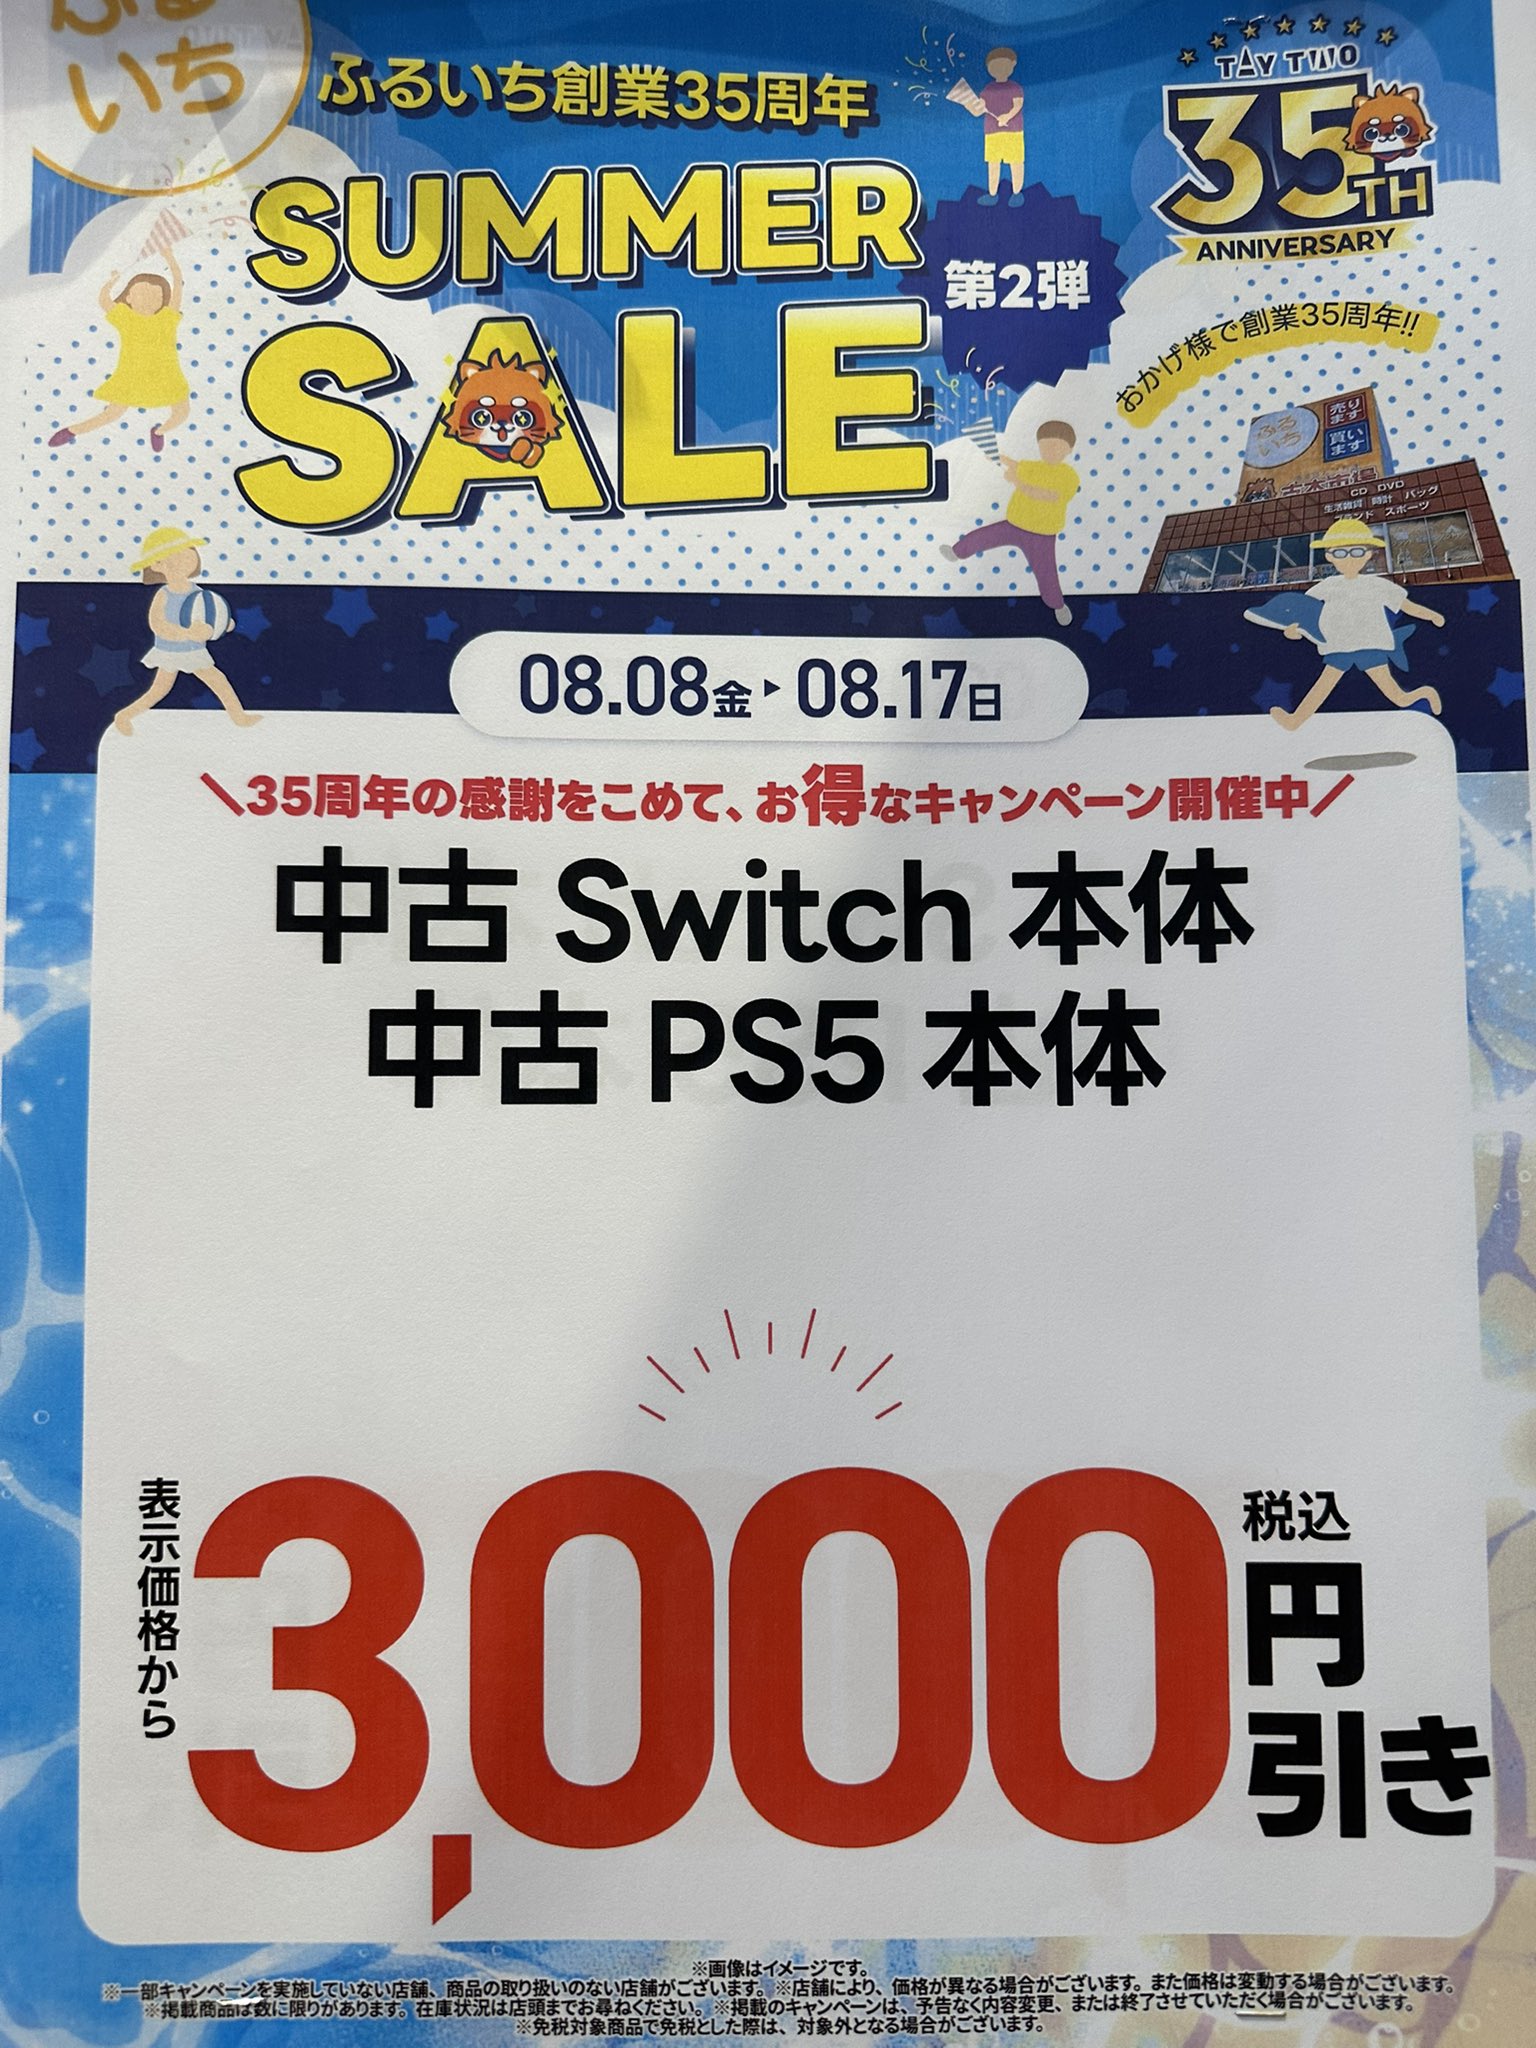 ふるいち
ふるいち創業35周年
SUMMER
SALE
第2弾
TAY TWO
35TH
ANNIVERSARY
おかげ様で創業35周年!!
ふるいち
売ります
買います
CD DVD
生活雑貨 時計 バッグ
ブランド スポーツ
08.08金▶08.17日
\35周年の感謝をこめて、お得なキャンペーン開催中/
中古 Switch 本体
中古 PS5 本体
表示価格から
3,000
税込
円
引き
※画像はイメージです。
※一部キャンペーンを実施していない店舗、商品の取り扱いのない店舗がございます。※店舗により、価格が異なる場合がございます。また価格は変動する場合がございます。
※掲載商品は数に限りがあります。在庫状況は店頭までお尋ねください。※掲載のキャンペーンは、予告なく内容変更、または終了させていただく場合がございます。
※免税対象商品で免税とした際は、対象外となる場合がございます。